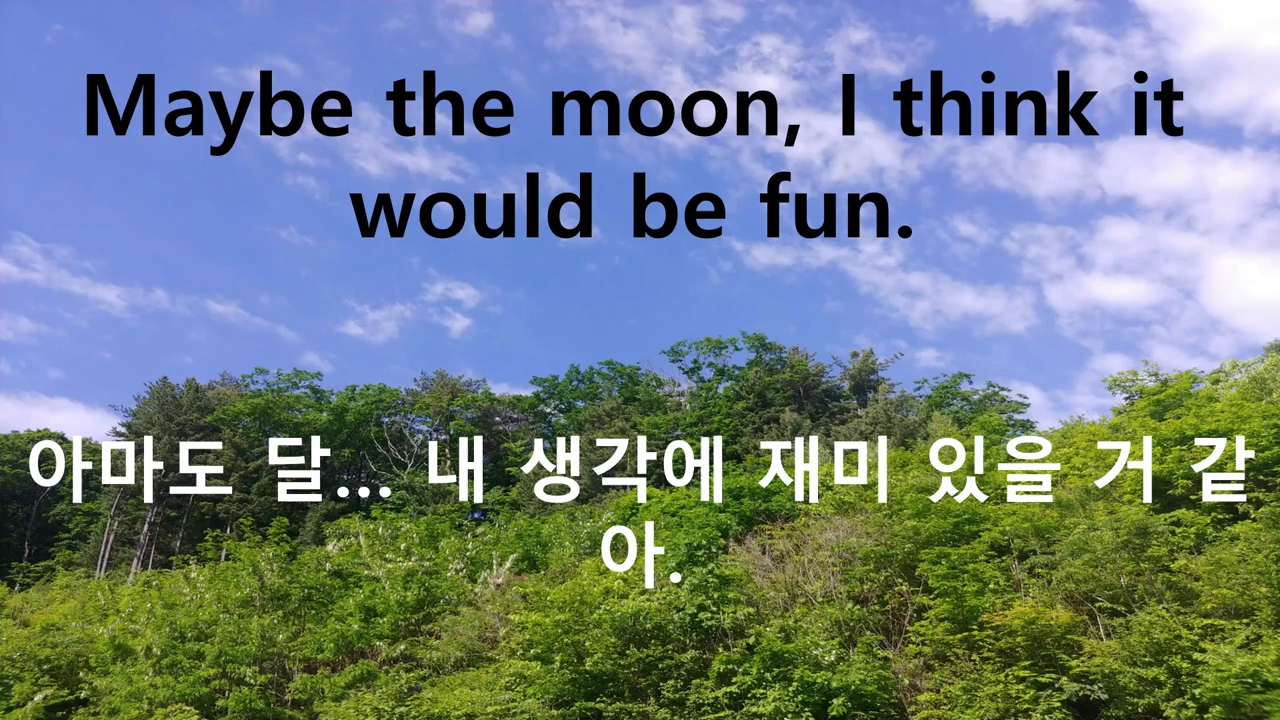 Maybe the moon, I think it
would be fun.
아마도 달... 내 생각에 재미 있을 거 같
아.